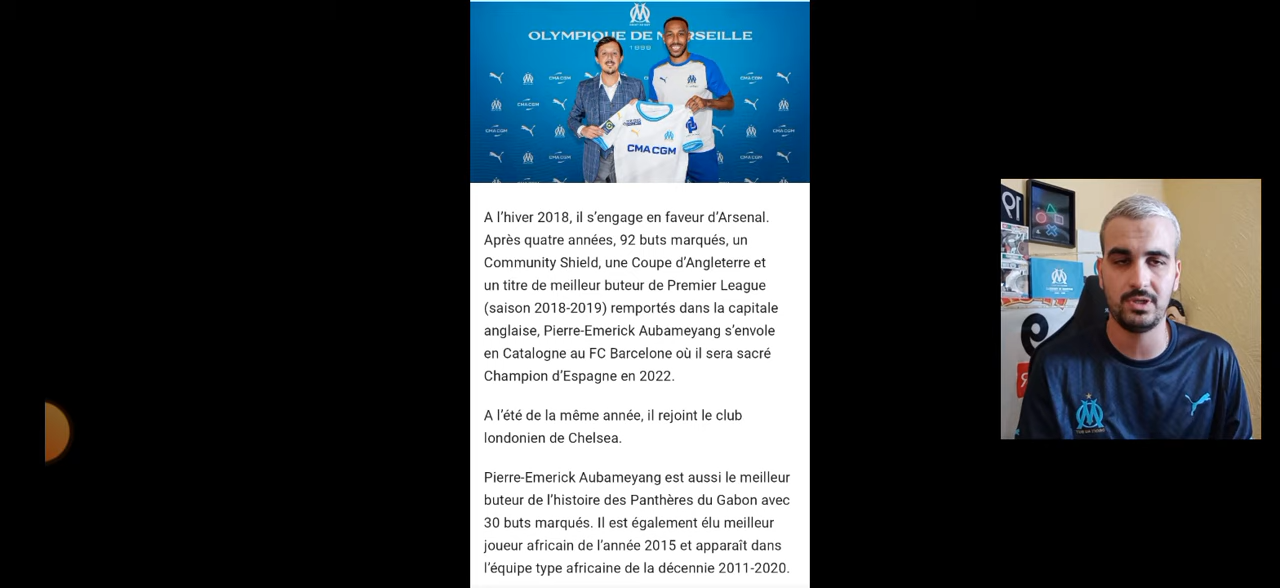 OLYMPIQUE DE M RSEILLE
1899
CMA CGM
A l’hiver 2018, il s’engage en faveur d’Arsenal.
Après quatre années, 92 buts marqués, un
Community Shield, une Coupe d’Angleterre et
un titre de meilleur buteur de Premier League
(saison 2018-2019) remportés dans la capitale
anglaise, Pierre-Emerick Aubameyang s’envole
en Catalogne au FC Barcelone où il sera sacré
Champion d’Espagne en 2022.
A l’été de la même année, il rejoint le club
londonien de Chelsea.
Pierre-Emerick Aubameyang est aussi le meilleur
buteur de l’histoire des Panthères du Gabon avec
30 buts marqués. Il est également élu meilleur
joueur africain de l’année 2015 et apparaît dans
l’équipe type africaine de la décennie 2011-2020.